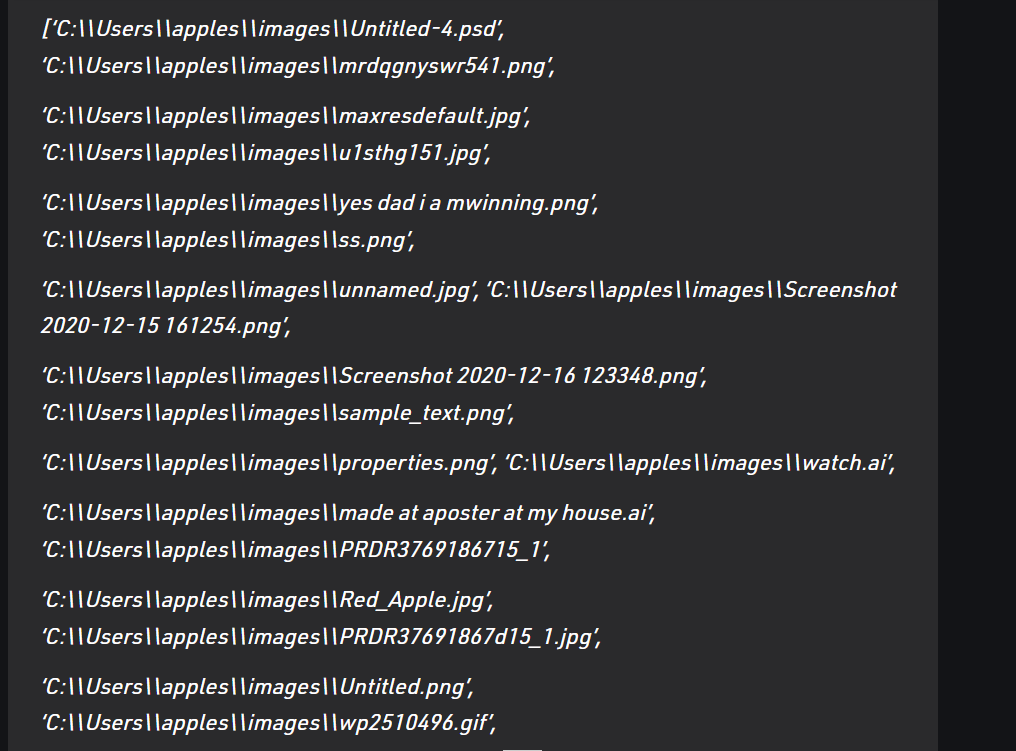 [‘C:\\Users\\apples\\images\\Untitled-4.psd’,
‘C:\\Users\\apples\\images\\mrdqgnyswr541.png’,
‘C:\\Users\\apples\\images\\maxresdefault.jpg’,
‘C:\\Users\\apples\\images\\u1sthg151.jpg’,
‘C:\\Users\\apples\\images\\yes dad i a mwinning.png’,
‘C:\\Users\\apples\\images\\ss.png’,
‘C:\\Users\\apples\\images\\unnamed.jpg’, ‘C:\\Users\\apples\\images\\Screenshot
2020-12-15 161254.png’,
‘C:\\Users\\apples\\images\\Screenshot 2020-12-16 123348.png’,
‘C:\\Users\\apples\\images\\sample_text.png’,
‘C:\\Users\\apples\\images\\properties.png’, ‘C:\\Users\\apples\\images\\watch.ai’,
‘C:\\Users\\apples\\images\\made at aposter at my house.ai’,
‘C:\\Users\\apples\\images\\PRDR3769186715_1’,
‘C:\\Users\\apples\\images\\Red_Apple.jpg’,
‘C:\\Users\\apples\\images\\PRDR37691867d15_1.jpg’,
‘C:\\Users\\apples\\images\\Untitled.png’,
‘C:\\Users\\apples\\images\\wp2510496.gif’,